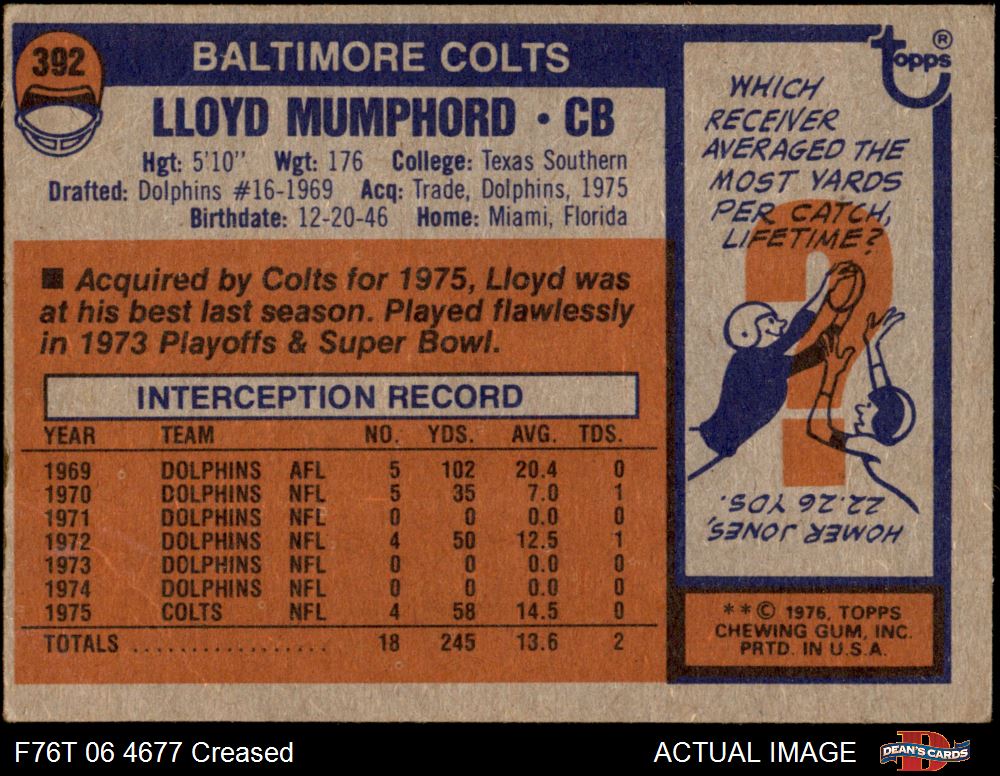 392
BALTIMORE COLTS
LLOYD MUMPHORD • CB
Hgt: 5'10" Wgt: 176 College: Texas Southern
Drafted: Dolphins #16-1969 Acq: Trade, Dolphins, 1975
Birthdate: 12-20-46 Home: Miami, Florida
■ Acquired by Colts for 1975, Lloyd was
at his best last season. Played flawlessly
in 1973 Playoffs & Super Bowl.
INTERCEPTION RECORD
YEAR TEAM NO. YDS. AVG. TDS.
1969 DOLPHINS AFL 5 102 20.4 0
1970 DOLPHINS NFL 5 35 7.0 1
1971 DOLPHINS NFL 0 0 0.0 0
1972 DOLPHINS NFL 4 50 12.5 1
1973 DOLPHINS NFL 0 0 0.0 0
1974 DOLPHINS NFL 0 0 0.0 0
1975 COLTS NFL 4 58 14.5 0
TOTALS .................. 18 245 13.6 2
topps ®
WHICH
RECEIVER
AVERAGED THE
MOST YARDS
PER CATCH,
LIFETIME?
?
HOMER JONES,
22.26 YDS.
* * © 1976, TOPPS
CHEWING GUM, INC.
PRTD. IN U.S.A.
F76T 06 4677 Creased
ACTUAL IMAGE
D
DEAN'S CARDS